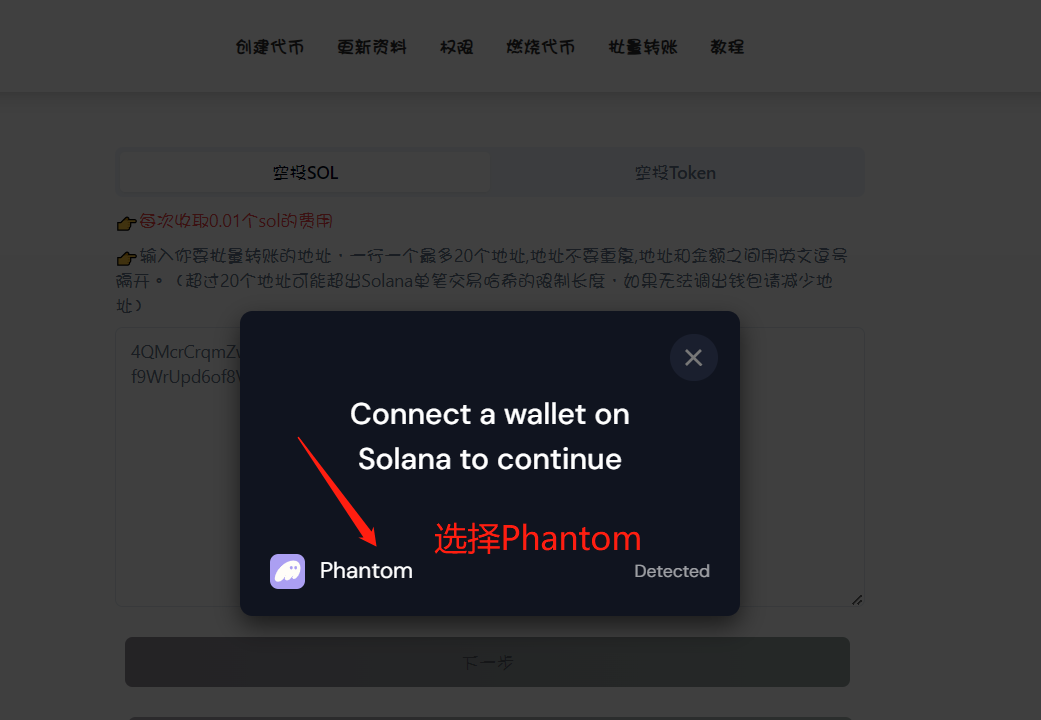 创建代币 更新资料 权限 燃烧代币 批量转账 教程
空投SOL 空投Token
👉每次收取0.01个sol的费用
👉输入你要批量转账的地址，一行一个最多20个地址,地址不要重复,地址和金额之间用英文逗号
隔开。（超过20个地址可能超出Solana单笔交易哈希的限制长度，如果无法调出钱包请减少地
址）
4QMcrCrqmZ
f9WrUpd6of8
Connect a wallet on
Solana to continue
选择Phantom
Phantom Detected
下一步